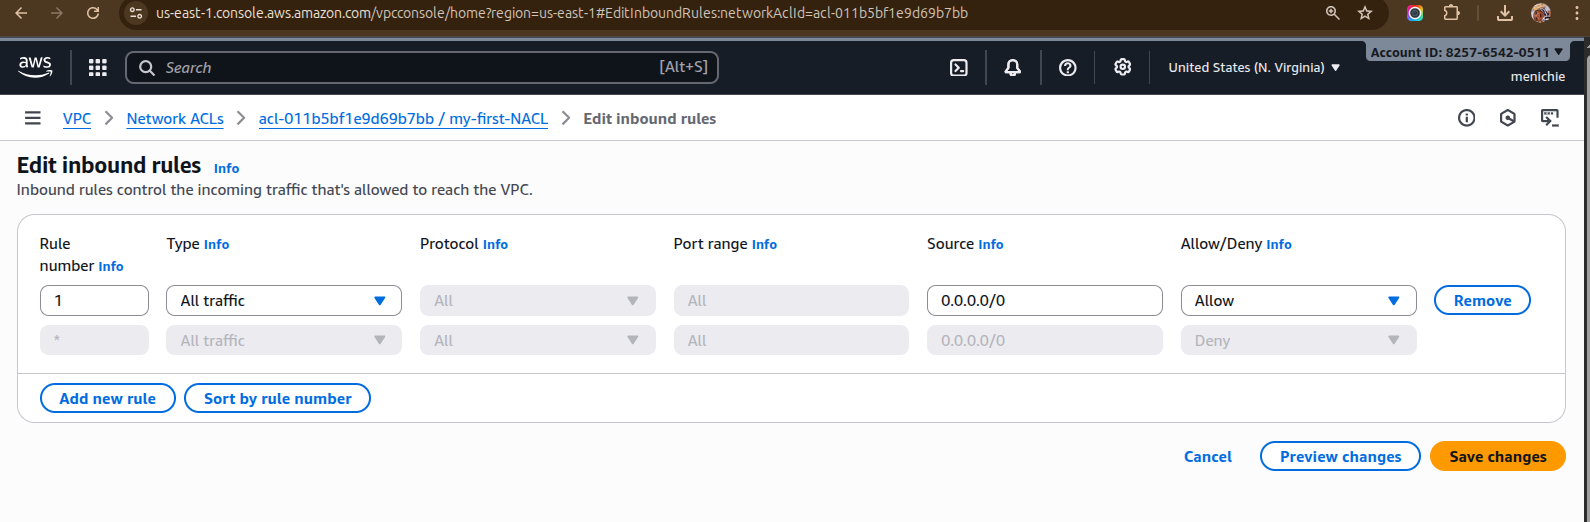 us-east-1.console.aws.amazon.com/vpcconsole/home?region=us-east-1#EditInboundRules:networkAclId=acl-011b5bf1e9d69b7bb
aws Search [Alt+S] United States (N. Virginia) Account ID: 8257-6542-0511
menichie
VPC Network ACLs acl-011b5bf1e9d69b7bb / my-first-NACL Edit inbound rules
Edit inbound rules Info
Inbound rules control the incoming traffic that's allowed to reach the VPC.
Rule number Info Type Info Protocol Info Port range Info Source Info Allow/Deny Info
1 All traffic All All 0.0.0.0/0 Allow Remove
* All traffic All All 0.0.0.0/0 Deny
Add new rule Sort by rule number
Cancel Preview changes Save changes